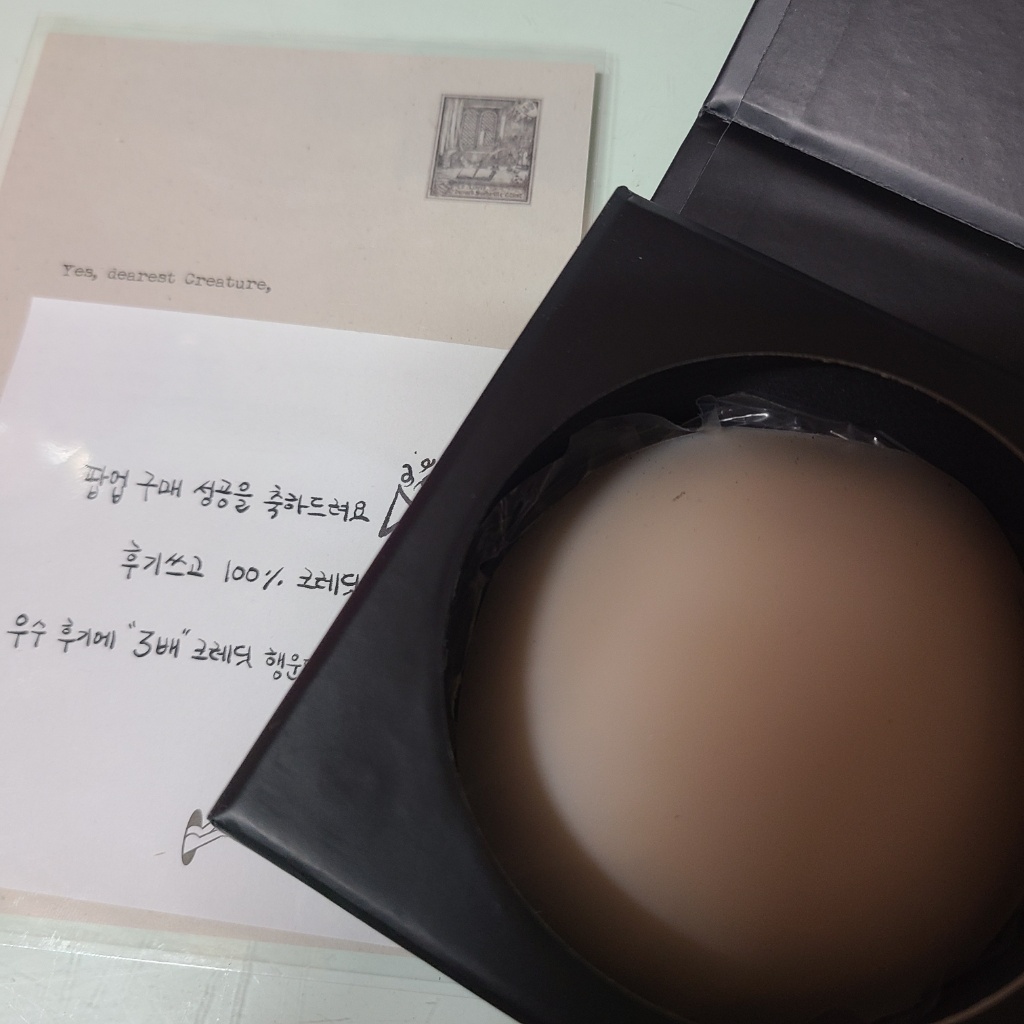 Yes, dearest Creature,
팝업 구매 성공을 축하드려요
후기쓰고 100% 크레딧
우수 후기에 "3배" 크레딧 행운